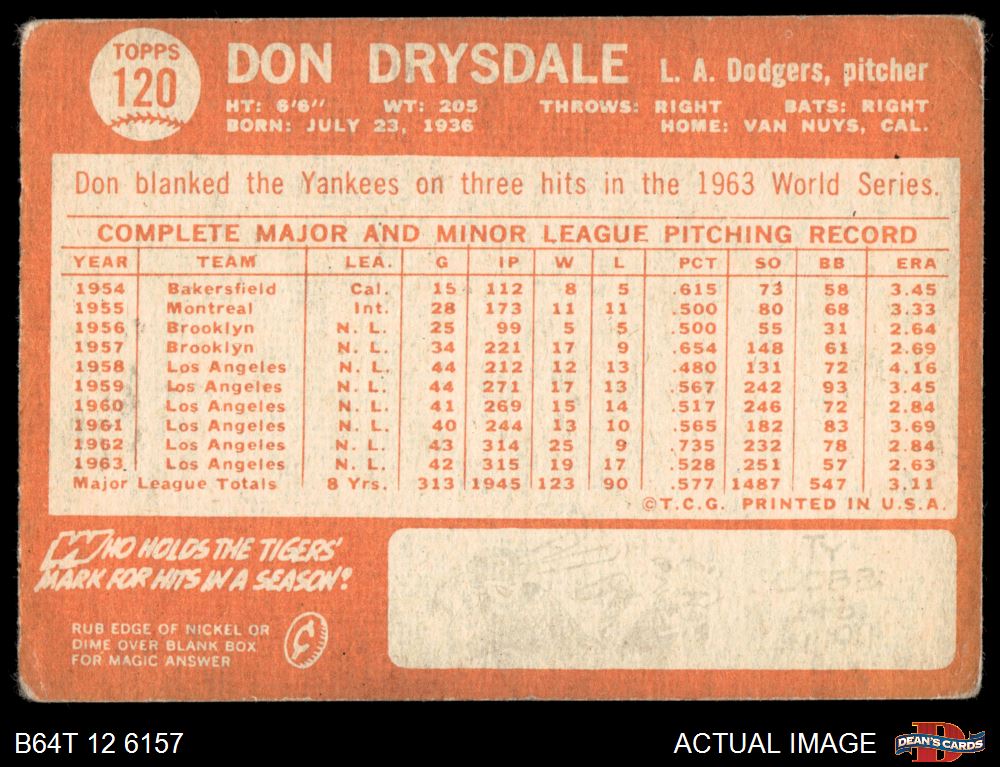 TOPPS
120
DON DRYSDALE L. A. Dodgers, pitcher
HT: 6'6" WT: 205 THROWS: RIGHT BATS: RIGHT
BORN: JULY 23, 1936 HOME: VAN NUYS, CAL.
Don blanked the Yankees on three hits in the 1963 World Series.
COMPLETE MAJOR AND MINOR LEAGUE PITCHING RECORD
YEAR TEAM LEA. G IP W L PCT SO BB ERA
1954 Bakersfield Cal. 15 112 8 5 .615 73 58 3.45
1955 Montreal Int. 28 173 11 11 .500 80 68 3.33
1956 Brooklyn N. L. 25 99 5 5 .500 55 31 2.64
1957 Brooklyn N. L. 34 221 17 9 .654 148 61 2.69
1958 Los Angeles N. L. 44 212 12 13 .480 131 72 4.16
1959 Los Angeles N. L. 44 271 17 13 .567 242 93 3.45
1960 Los Angeles N. L. 41 269 15 14 .517 246 72 2.84
1961 Los Angeles N. L. 40 244 13 10 .565 182 83 3.69
1962 Los Angeles N. L. 43 314 25 9 .735 232 78 2.84
1963 Los Angeles N. L. 42 315 19 17 .528 251 57 2.63
Major League Totals 8 Yrs. 313 1945 123 90 .577 1487 547 3.11
©T.C.G. PRINTED IN U.S.A.
WHO HOLDS THE TIGERS'
MARK FOR HITS IN A SEASON?
RUB EDGE OF NICKEL OR
DIME OVER BLANK BOX
FOR MAGIC ANSWER
TY
COBB
B64T 12 6157
ACTUAL IMAGE
DEAN'S CARDS